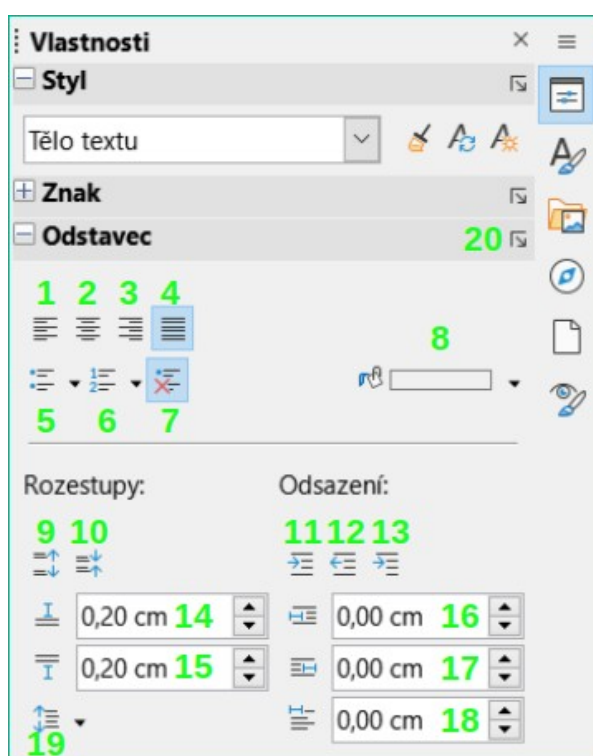 Vlastnosti
Styl
Tělo textu
Znak
Odstavec 20
1 2 3 4
8
5 6 7
Rozestupy: Odsazení:
9 10 11 12 13
0,20 cm 14 0,00 cm 16
0,20 cm 15 0,00 cm 17
0,00 cm 18
19